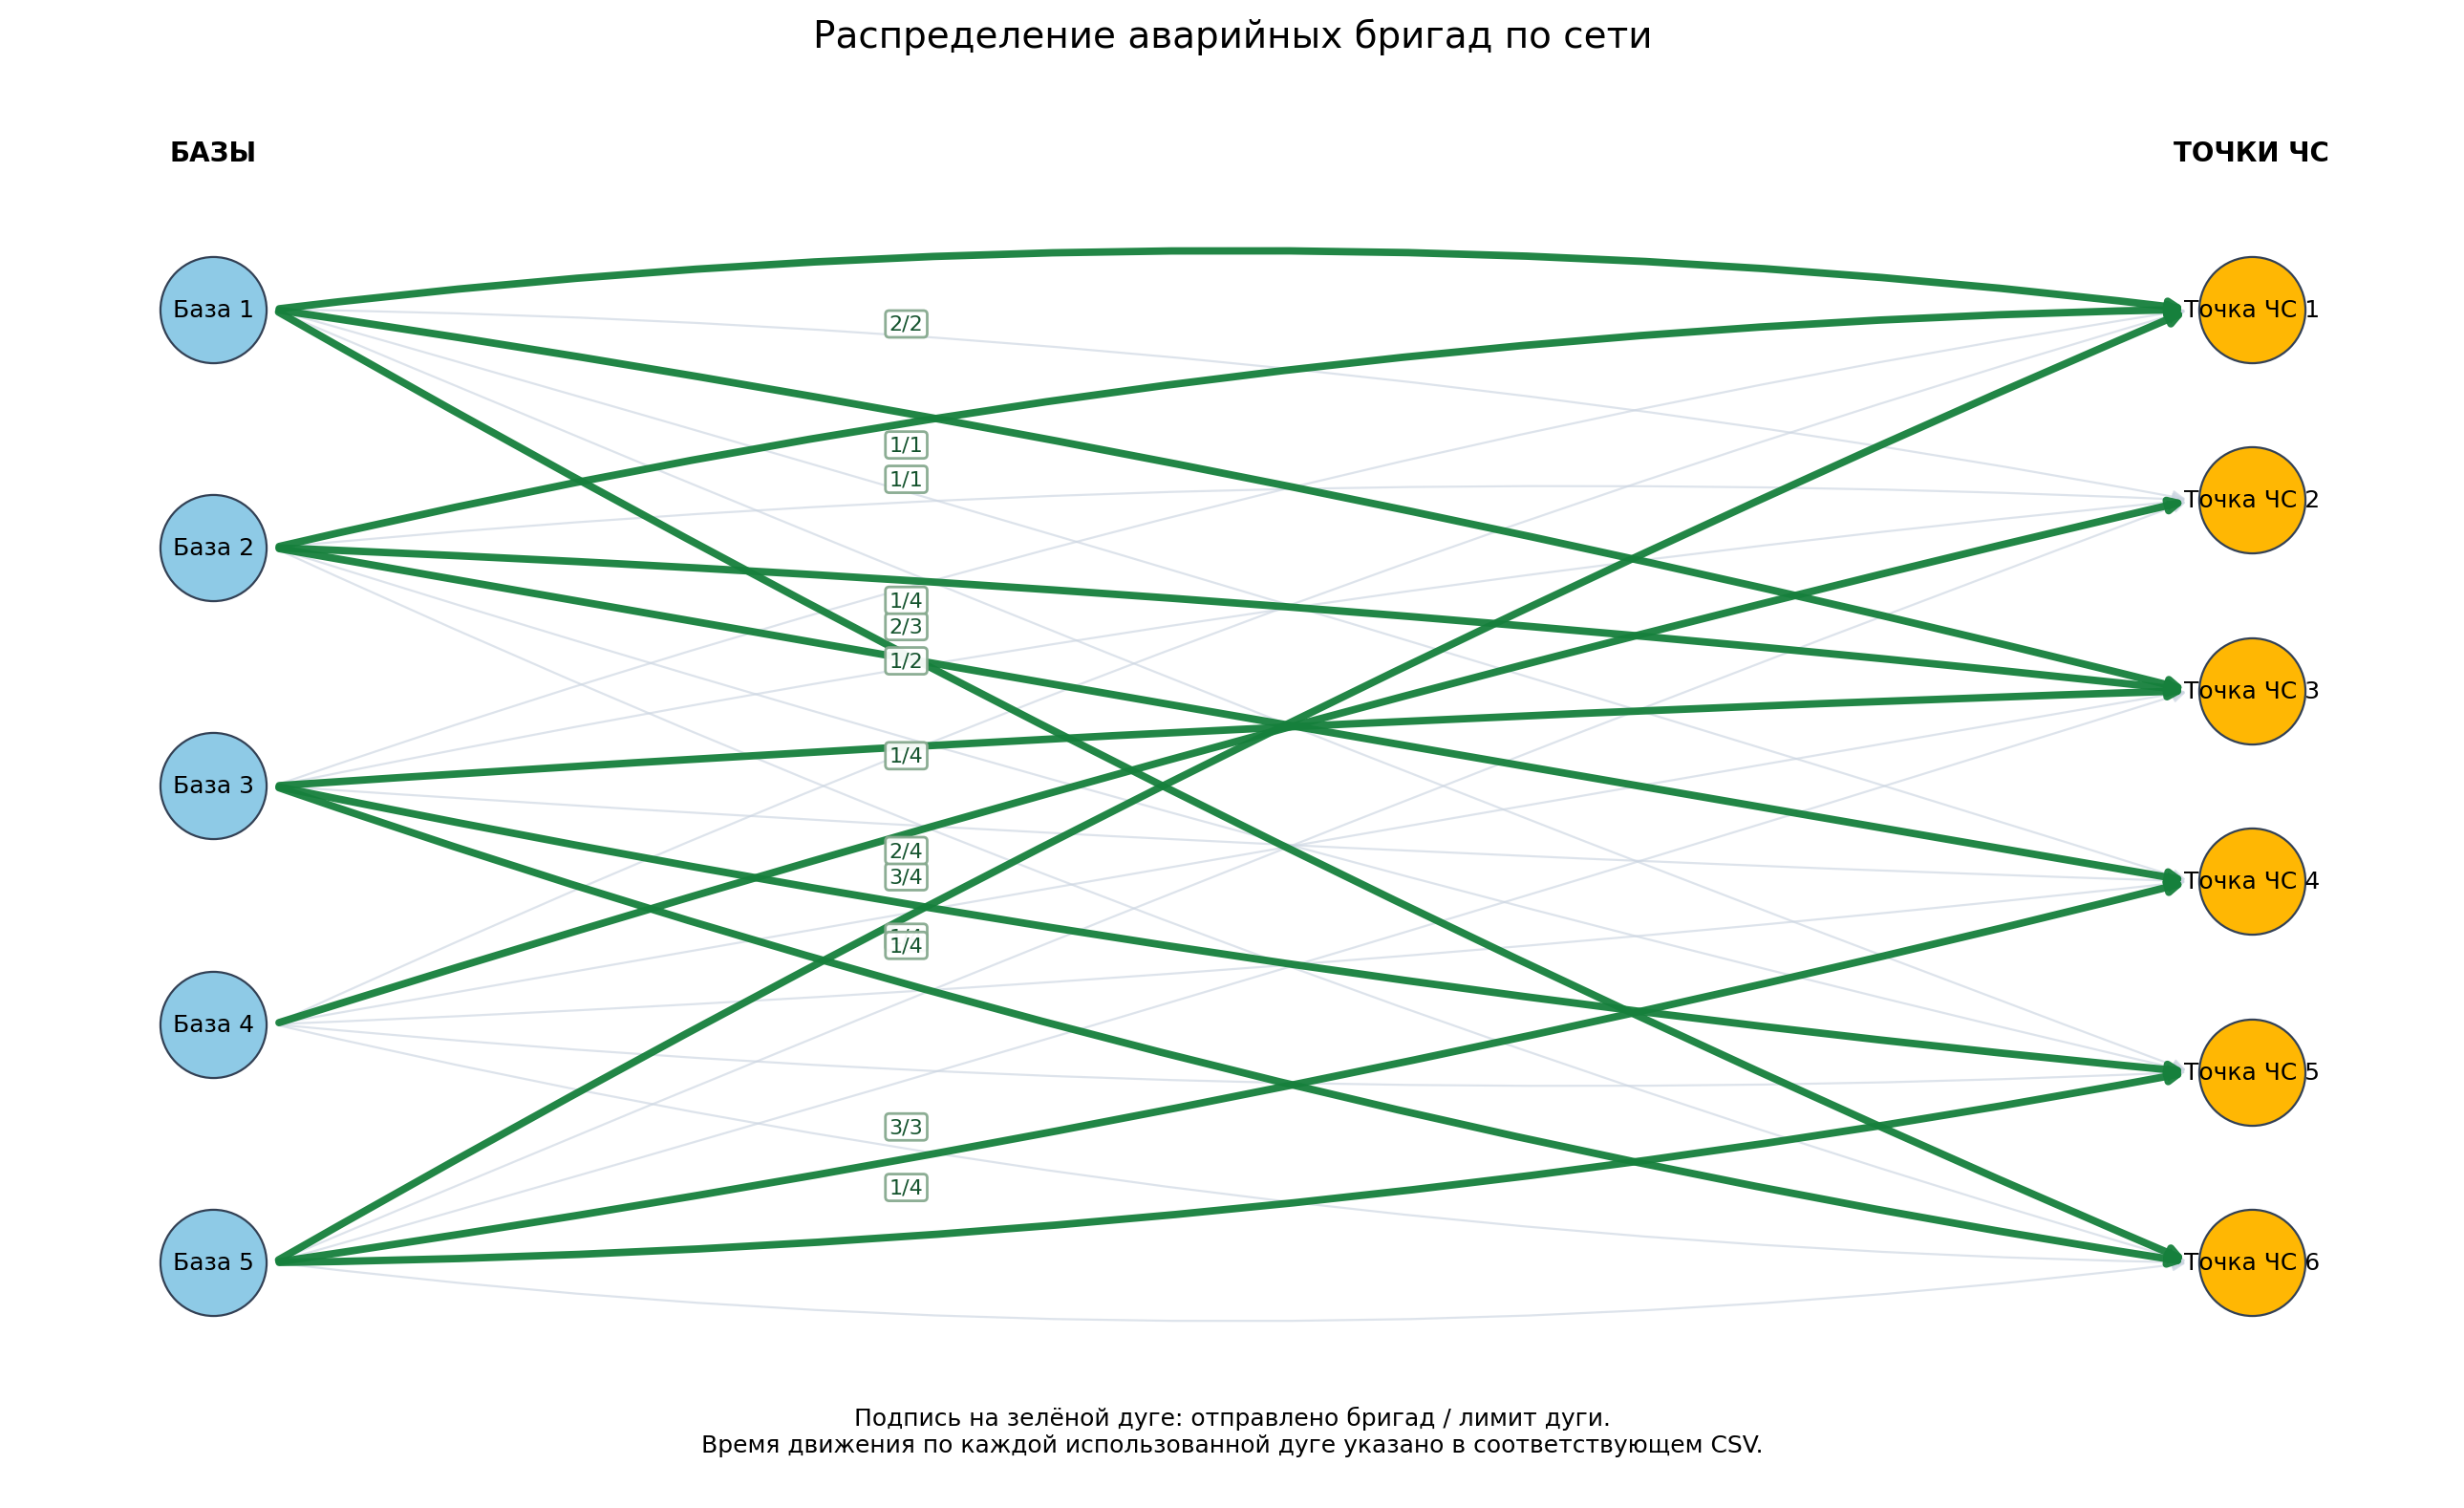 Распределение аварийных бригад по сети
БАЗЫ
ТОЧКИ ЧС
База 1
Точка ЧС 1
2/2
1/1
1/1
Точка ЧС 2
База 2
1/4
2/3
1/2
Точка ЧС 3
1/4
База 3
2/4
3/4
Точка ЧС 4
1/4
База 4
Точка ЧС 5
3/3
1/4
База 5
Точка ЧС 6
Подпись на зелёной дуге: отправлено бригад / лимит дуги.
Время движения по каждой использованной дуге указано в соответствующем CSV.